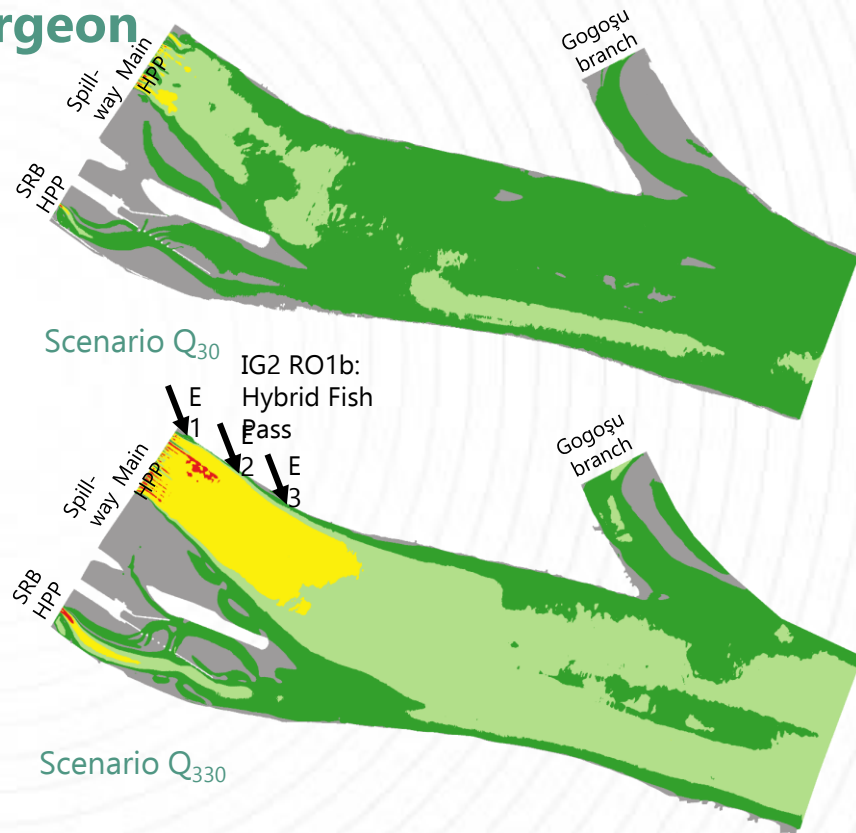 rgeon
Main
HPP
Spill-
way
SRB
HPP
Gogoşu
branch
Scenario Q30
IG2 RO1b:
Hybrid Fish
Pass
E
1
E
2
E
3
Main
HPP
Spill-
way
SRB
HPP
Gogoşu
branch
Scenario Q330